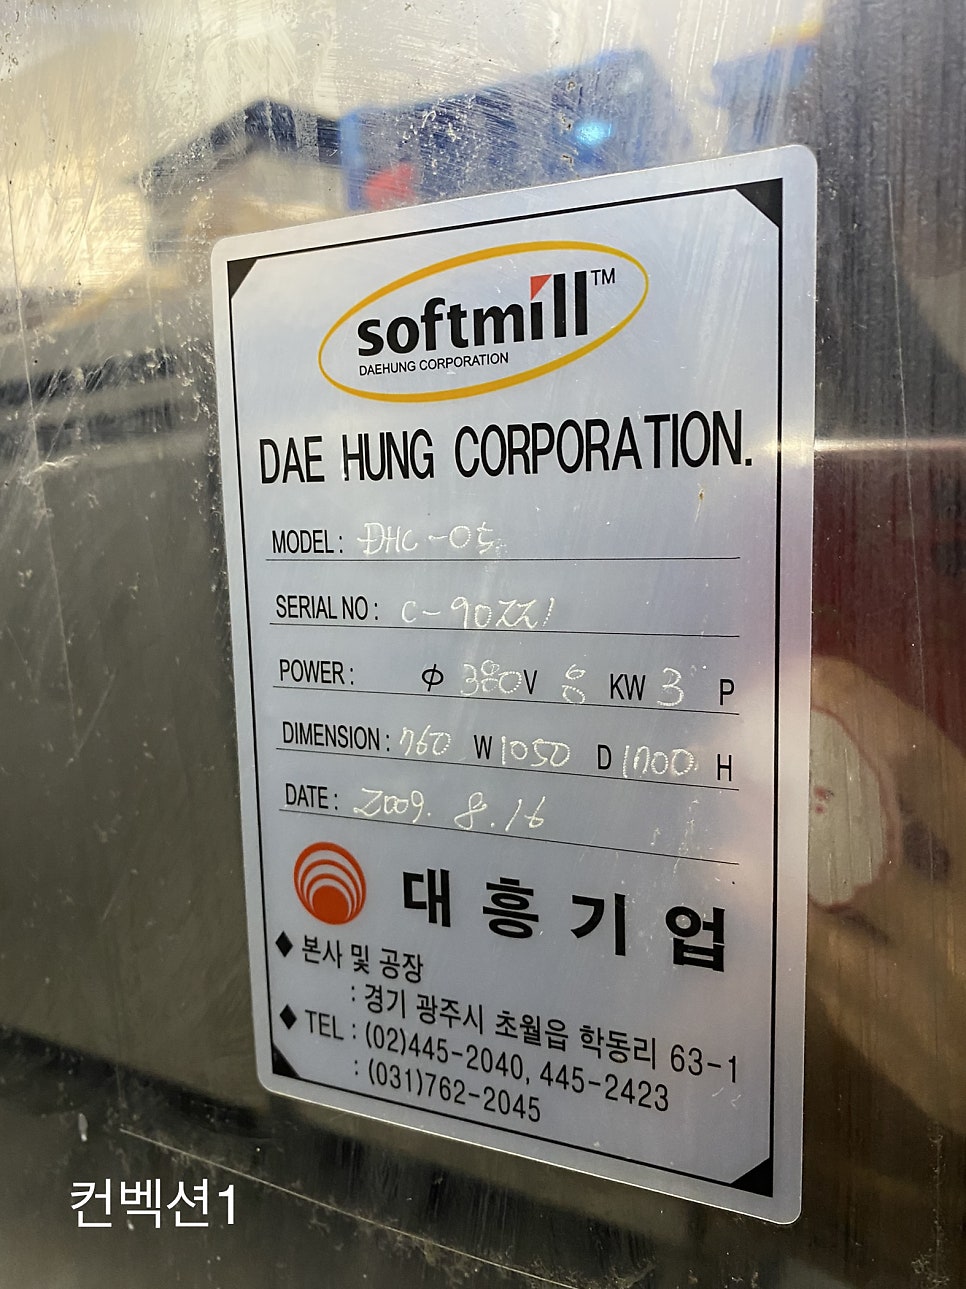 softmill™
DAEHUNG CORPORATION
DAE HUNG CORPORATION.
MODEL : DHC-05
SERIAL NO : C-90221
POWER : Φ 380V 8 KW 3 P
DIMENSION : 760 W 1050 D 1700 H
DATE : 2009. 8.16
대흥기업
◆ 본사 및 공장
: 경기 광주시 초월읍 학동리 63-1
◆ TEL : (02)445-2040, 445-2423
: (031)762-2045
컨벡션1